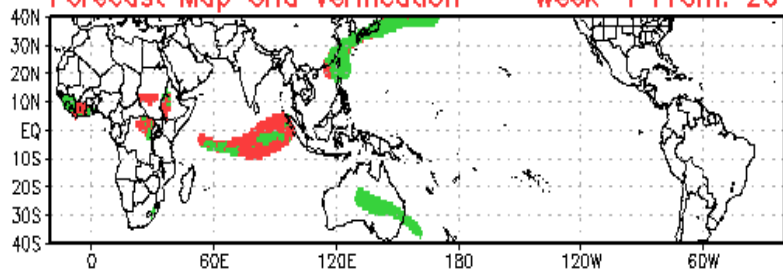 Forecast Map and Verification Week 1 From: 20
40N
30N
20N
10N
EQ
10S
20S
30S
40S
0 60E 120E 180 120W 60W